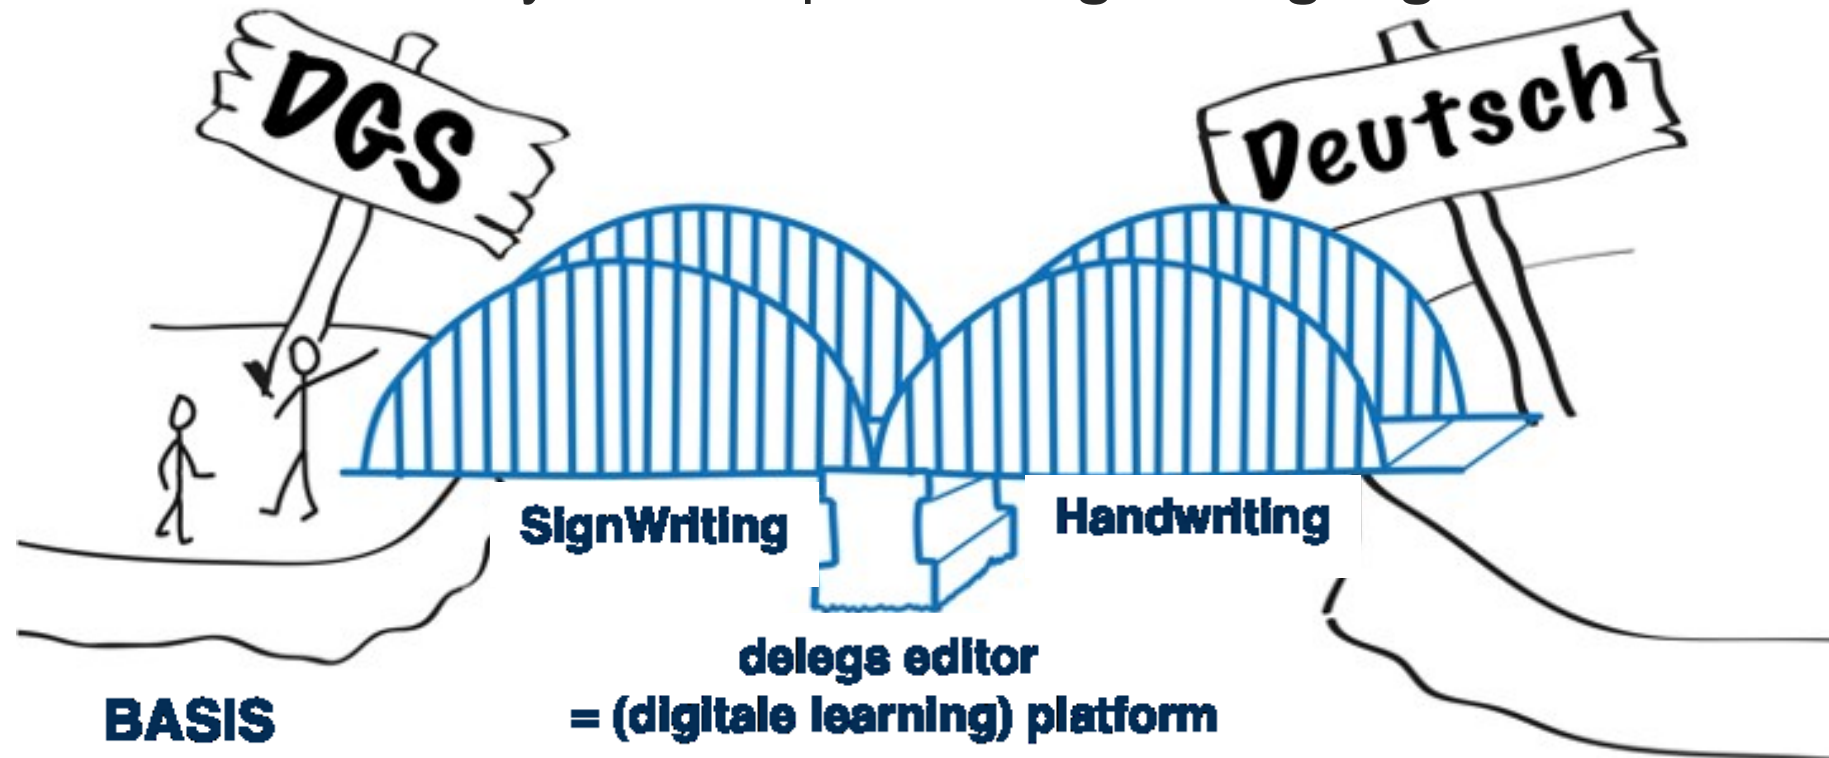 DGS
Deutsch
SignWriting
Handwriting
delegs editor
= (digitale learning) platform
BASIS